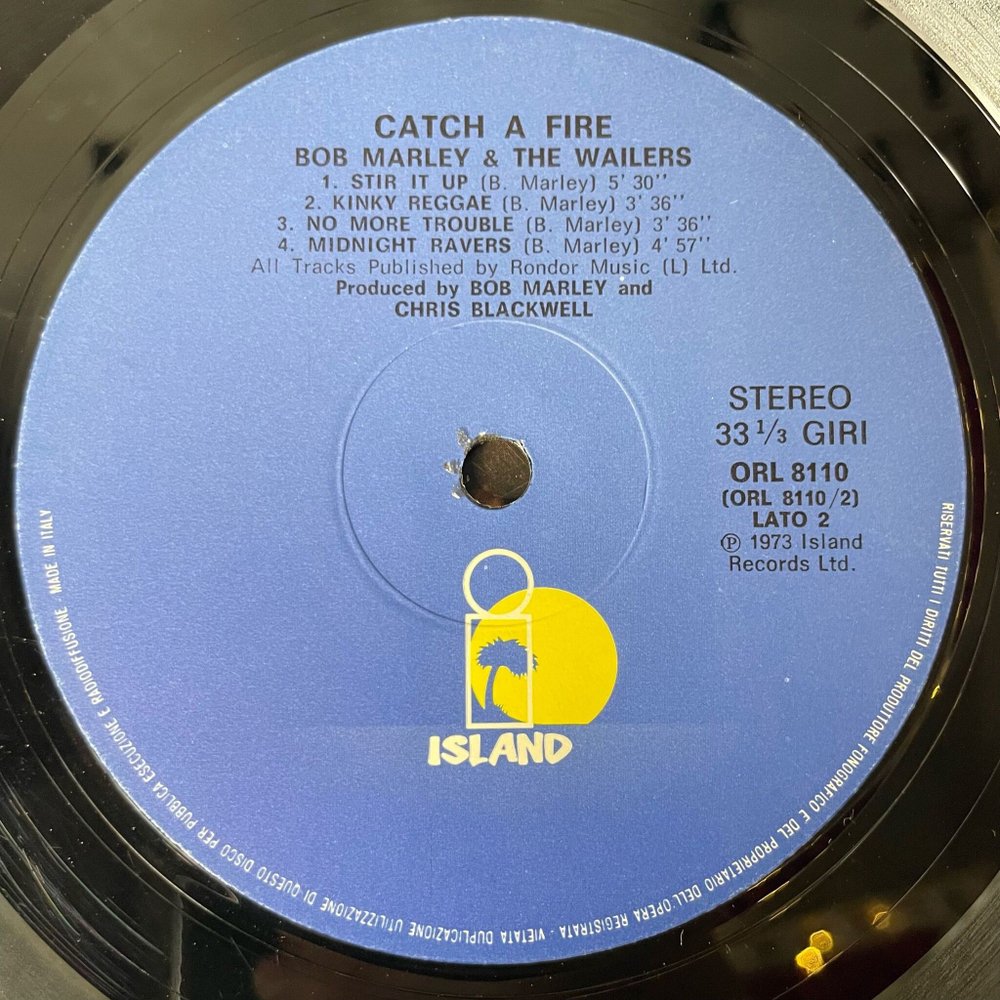 CATCH A FIRE
BOB MARLEY & THE WAILERS
1. STIR IT UP (B. Marley) 5' 30''
2. KINKY REGGAE (B. Marley) 3' 36''
3. NO MORE TROUBLE (B. Marley) 3' 36''
4. MIDNIGHT RAVERS (B. Marley) 4' 57''
All Tracks Published by Rondor Music (L) Ltd.
Produced by BOB MARLEY and
CHRIS BLACKWELL
STEREO
33 1/3 GIRI
ORL 8110
(ORL 8110/2)
LATO 2
℗ 1973 Island
Records Ltd.
ISLAND
RISERVATI TUTTI I DIRITTI DEL PRODUTTORE FONOGRAFICO E DEL PROPRIETARIO DELL'OPERA REGISTRATA - VIETATA DUPLICAZIONE UTILIZZAZIONE DI QUESTO DISCO PER PUBBLICA ESECUZIONE E RADIODIFFUSIONE - MADE IN ITALY